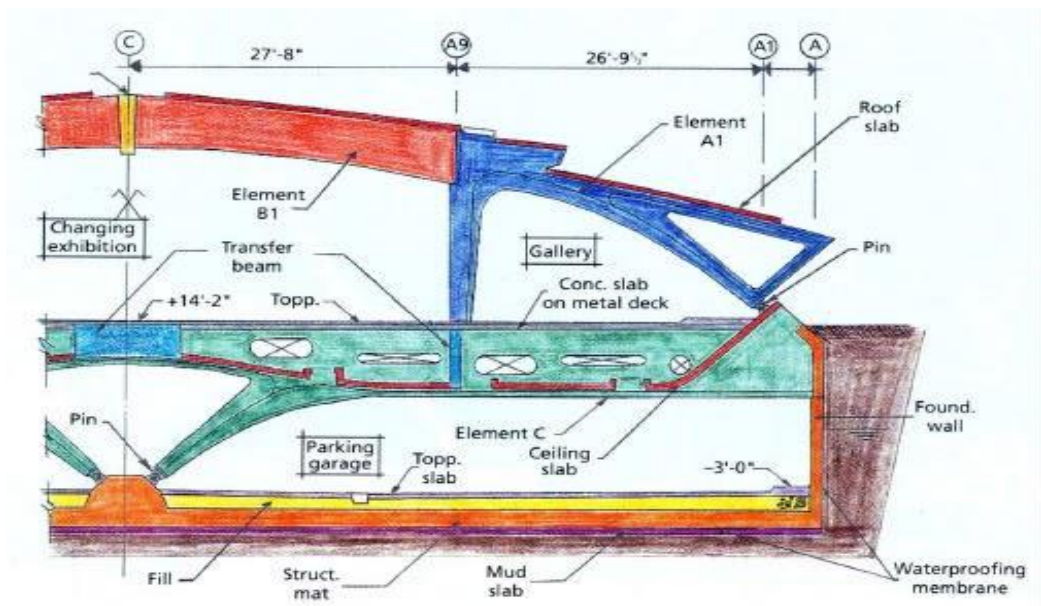 C
A9
A1
A
27'-8"
26'-9½"
Element
A1
Roof
slab
Element
B1
Changing
exhibition
Transfer
beam
Gallery
Pin
+14'-2"
Topp.
Conc. slab
on metal deck
Pin
Parking
garage
Topp.
slab
Element C
Ceiling
slab
-3'-0"
Found.
wall
Fill
Struct.
mat
Mud
slab
Waterproofing
membrane